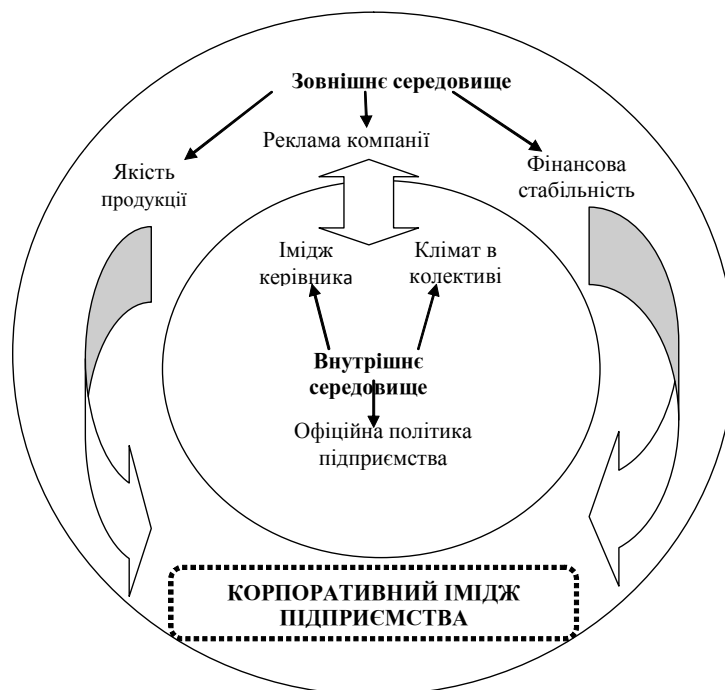 Зовнішнє середовище
Реклама компанії
Якість
продукції
Фінансова
стабільність
Імідж
керівника
Клімат в
колективі
Внутрішнє
середовище
Офіційна політика
підприємства
КОРПОРАТИВНИЙ ІМІДЖ
ПІДПРИЄМСТВА